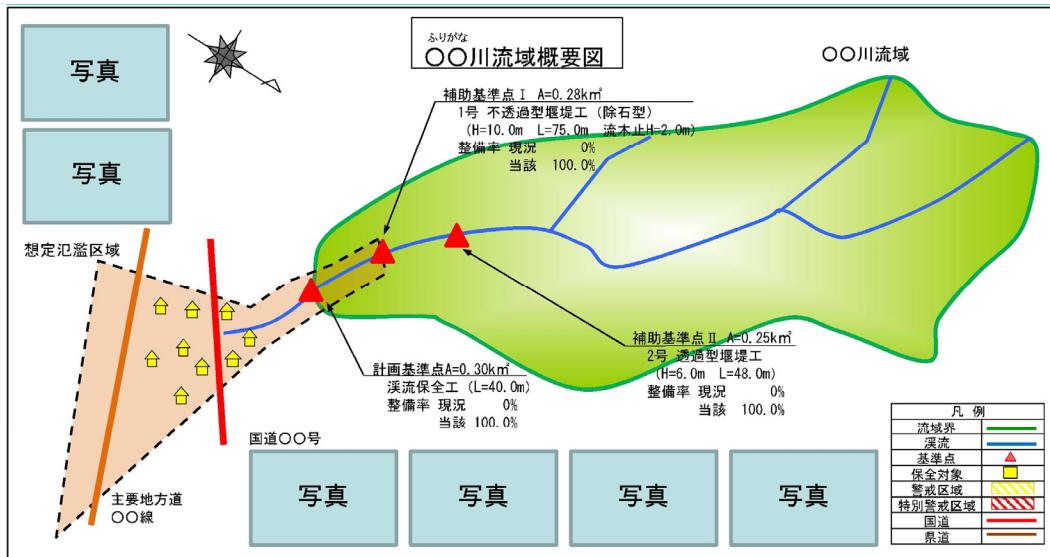 ふりがな
〇〇川流域概要図
〇〇川流域
写真
写真
補助基準点Ⅰ A=0.28km²
1号 不透過型堰堤工(除石型)
(H=10.0m L=75.0m 流木止H=2.0m)
整備率 現況 0%
当該 100.0%
想定氾濫区域
補助基準点Ⅱ A=0.25km²
2号 透過型堰堤工
(H=6.0m L=48.0m)
整備率 現況 0%
当該 100.0%
計画基準点A=0.30km²
渓流保全工(L=40.0m)
整備率 現況 0%
当該 100.0%
国道〇〇号
主要地方道
〇〇線
写真
写真
写真
写真
凡 例
流域界
渓流
基準点
保全対象
警戒区域
特別警戒区域
国道
県道